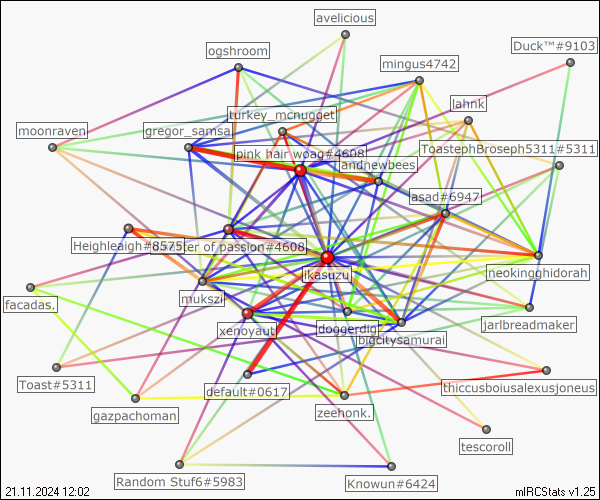 avelicious
Duck™#9103
ogshroom
mingus4742
lahnk
turkey_mcnugget
moonraven
gregor_samsa
ToastephBroseph5311#5311
pink hair woag#4608
andnewbees
asad#6947
Heighleigh#8575
er of passion#4608
ikasuzu
neokingghidorah
mukszil
facadas.
xenoyaut
doggerdigi
bigcitysamurai
jarlbreadmaker
Toast#5311
default#0617
thiccusboiusalexusjoneus
gazpachoman
zeehonk.
tescoroll
Random Stuf6#5983
Knowun#6424
21.11.2024 12:02
mIRCStats v1.25